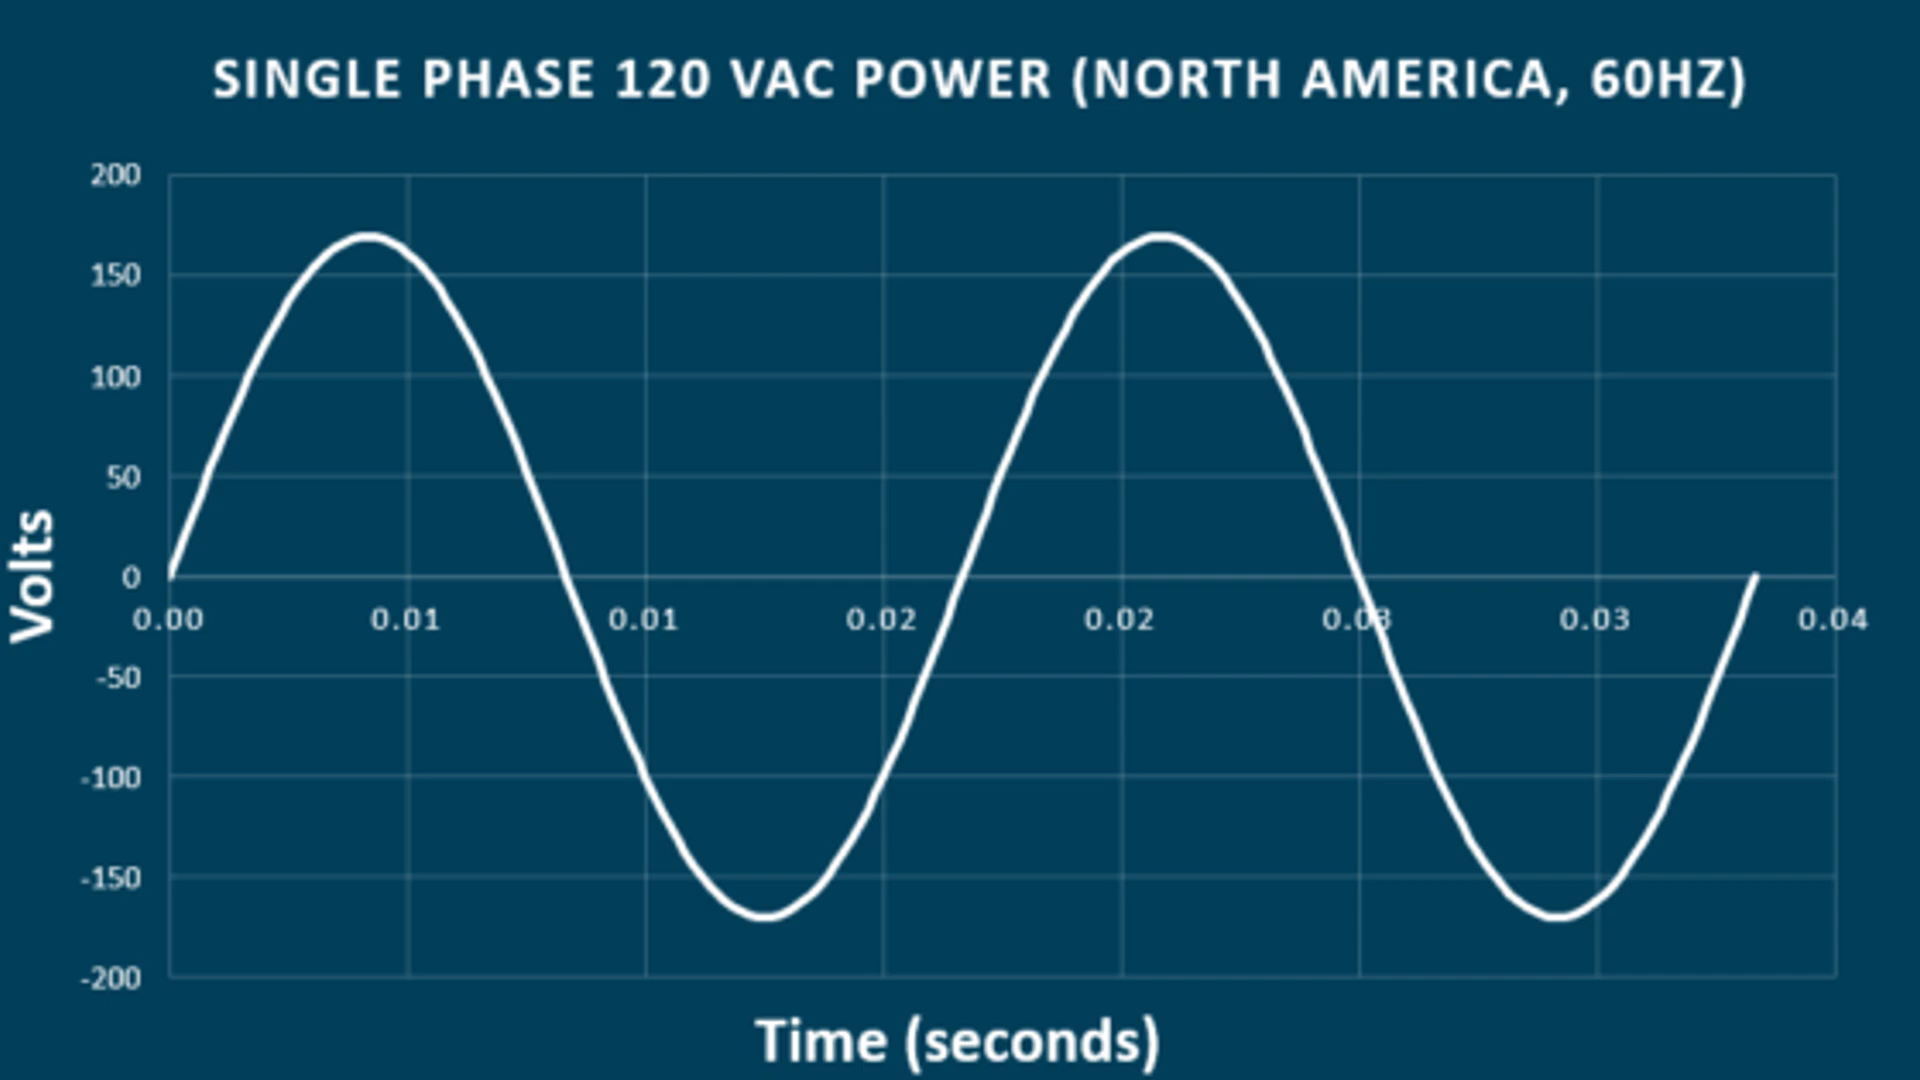 SINGLE PHASE 120 VAC POWER (NORTH AMERICA, 60HZ)
200
150
100
50
0
0.00 0.01 0.01 0.02 0.02 0.03 0.03 0.04
-50
-100
-150
-200
Volts
Time (seconds)